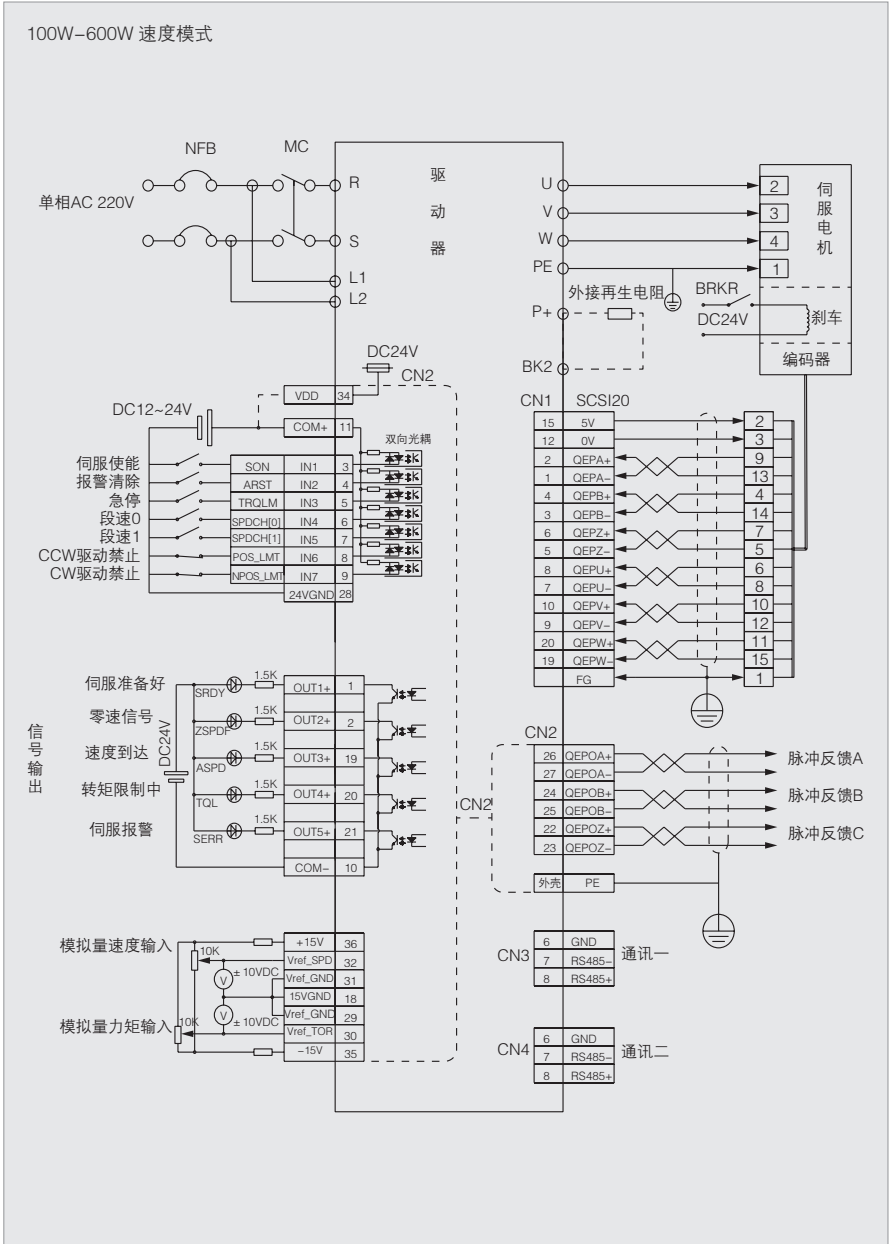 100W-600W 速度模式
NFB
MC
单相AC 220V
R
S
L1
L2
驱动器
U
V
W
PE
P+
BK2
外接再生电阻
2
3
4
1
伺服电机
BRKR
DC24V
刹车
编码器
DC24V
CN2
VDD 34
DC12~24V
COM+ 11
双向光耦
伺服使能 SON IN1 3
报警清除 ARST IN2 4
急停 TRQLM IN3 5
段速0 SPDCH[0] IN4 6
段速1 SPDCH[1] IN5 7
CCW驱动禁止 POS_LMT IN6 8
CW驱动禁止 NPOS_LMT IN7 9
24VGND 28
CN1 SCSI20
15 5V 2
12 0V 3
2 QEPA+ 9
1 QEPA- 13
4 QEPB+ 4
3 QEPB- 14
6 QEPZ+ 7
5 QEPZ- 5
8 QEPU+ 6
7 QEPU- 8
10 QEPV+ 10
9 QEPV- 12
20 QEPW+ 11
19 QEPW- 15
FG 1
信号输出
DC24V
伺服准备好 SRDY 1.5K OUT1+ 1
零速信号 ZSPDF 1.5K OUT2+ 2
速度到达 ASPD 1.5K OUT3+ 19
转矩限制中 TQL 1.5K OUT4+ 20
伺服报警 SERR 1.5K OUT5+ 21
COM- 10
CN2
CN2
26 QEPOA+
27 QEPOA-
脉冲反馈A
24 QEPOB+
25 QEPOB-
脉冲反馈B
22 QEPOZ+
23 QEPOZ-
脉冲反馈C
外壳 PE
模拟量速度输入
10K
± 10VDC
V
+15V 36
Vref_SPD 32
Vref_GND 31
15VGND 18
Vref_GND 29
Vref_TOR 30
-15V 35
模拟量力矩输入
10K
± 10VDC
V
CN3
6 GND
7 RS485-
8 RS485+
通讯一
CN4
6 GND
7 RS485-
8 RS485+
通讯二